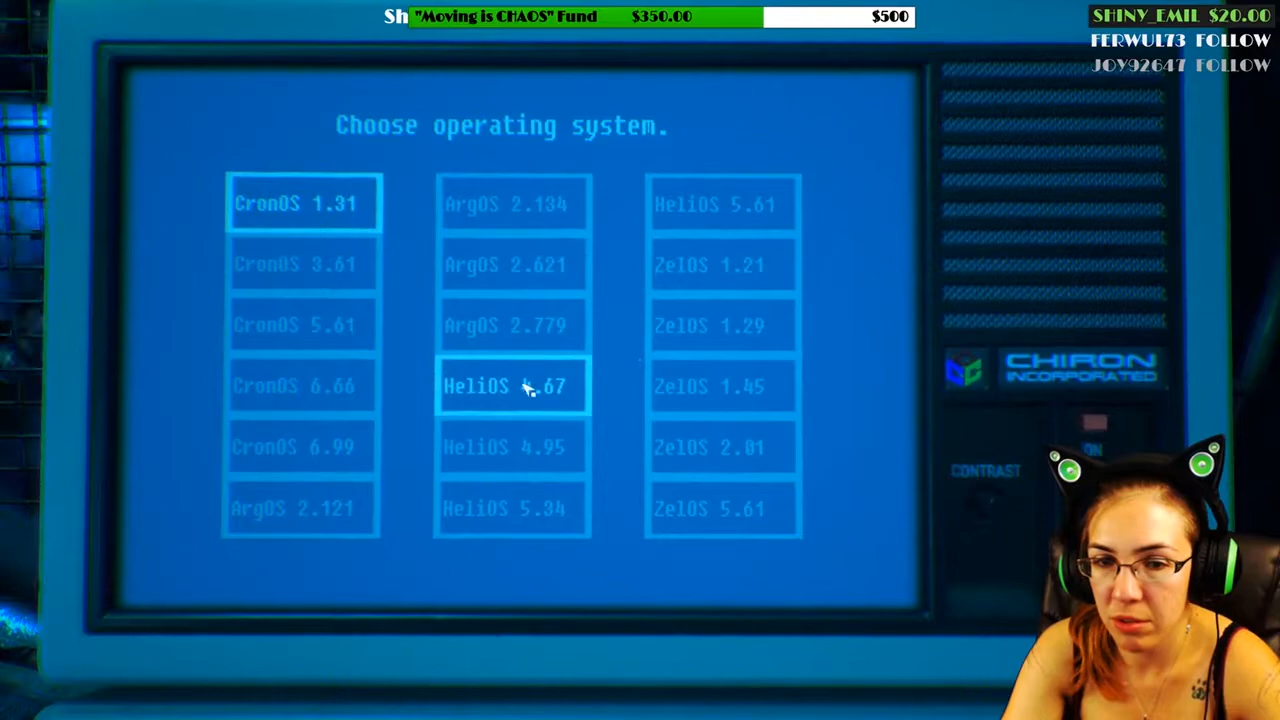 Sh "Moving is CHAOS" Fund $350.00 $500
SHINY_EMIL $20.00
FERWUL73 FOLLOW
JOY92647 FOLLOW
Choose operating system.
CronOS 1.31
CronOS 3.61
CronOS 5.61
CronOS 6.66
CronOS 6.99
ArgOS 2.121
ArgOS 2.134
ArgOS 2.621
ArgOS 2.779
HeliOS
HeliOS 4.95
HeliOS 5.34
HeliOS 5.61
ZelOS 1.21
ZelOS 1.29
ZelOS 1.45
ZelOS 2.01
ZelOS 5.61
CHIRON
INCORPORATED
ON
CONTRAST